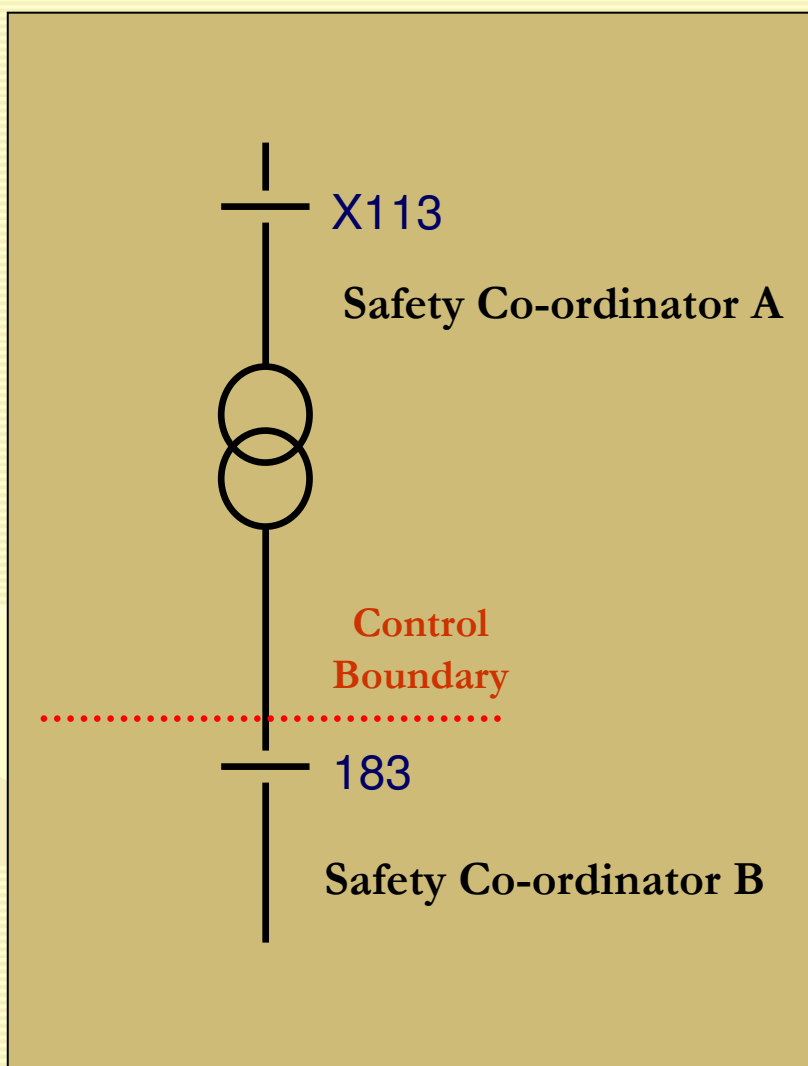 X113
Safety Co-ordinator A
Control
Boundary
183
Safety Co-ordinator B